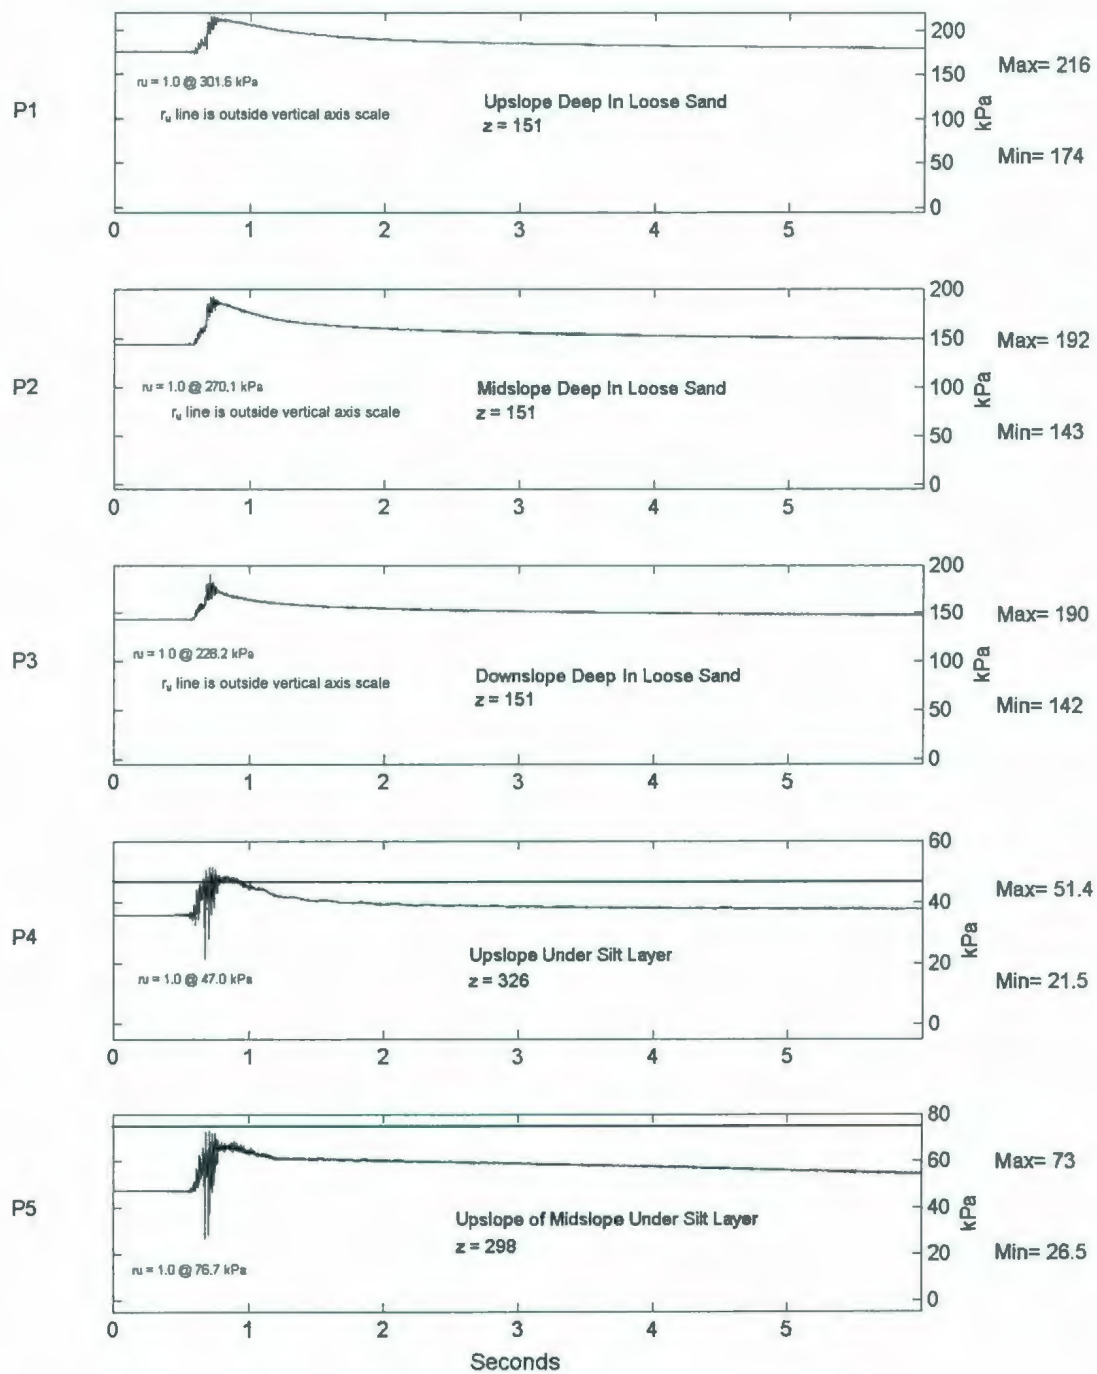 200
Max= 216
ru = 1.0 @ 301.6 kPa
150
P1
Upslope Deep In Loose Sand
ru line is outside vertical axis scale
100
kPa
z = 151
Min= 174
50
0
0 1 2 3 4 5
200
150
Max= 192
P2
ru = 1.0 @ 270.1 kPa
Midslope Deep In Loose Sand
100
kPa
ru line is outside vertical axis scale
z = 151
Min= 143
50
0
0 1 2 3 4 5
200
150
Max= 190
P3
ru = 1.0 @ 226.2 kPa
Downslope Deep In Loose Sand
100
kPa
ru line is outside vertical axis scale
z = 151
Min= 142
50
0
0 1 2 3 4 5
60
Max= 51.4
40
P4
kPa
Upslope Under Silt Layer
ru = 1.0 @ 47.0 kPa
z = 326
20
Min= 21.5
0
0 1 2 3 4 5
80
Max= 73
60
P5
40
kPa
Upslope of Midslope Under Silt Layer
z = 298
20
Min= 26.5
ru = 1.0 @ 76.7 kPa
0
0 1 2 3 4 5
Seconds